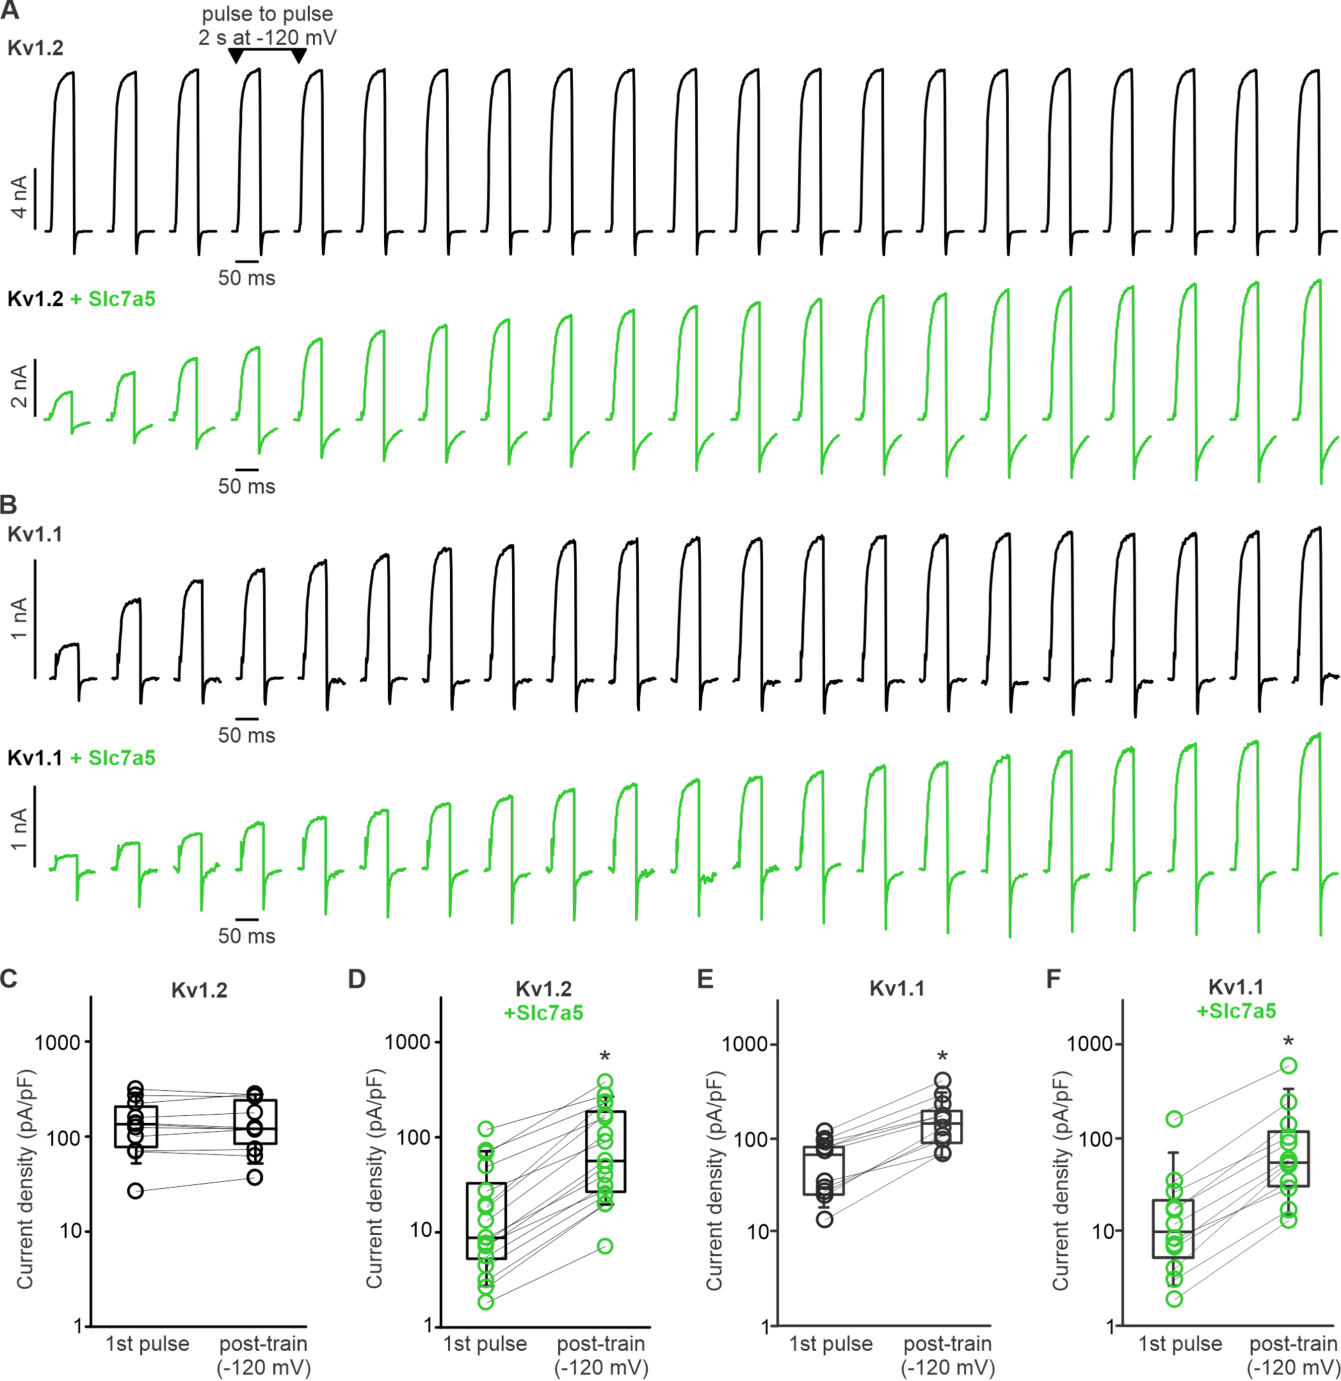 A
pulse to pulse
2 s at -120 mV
Kv1.2
4 nA
50 ms
Kv1.2 + Slc7a5
2 nA
50 ms
B
Kv1.1
1 nA
50 ms
Kv1.1 + Slc7a5
1 nA
50 ms
C
Kv1.2
Current density (pA/pF)
1000
100
10
1
1st pulse
post-train
(-120 mV)
D
Kv1.2
+Slc7a5
Current density (pA/pF)
1000
100
10
1
*
1st pulse
post-train
(-120 mV)
E
Kv1.1
Current density (pA/pF)
1000
100
10
1
*
1st pulse
post-train
(-120 mV)
F
Kv1.1
+Slc7a5
Current density (pA/pF)
1000
100
10
1
*
1st pulse
post-train
(-120 mV)